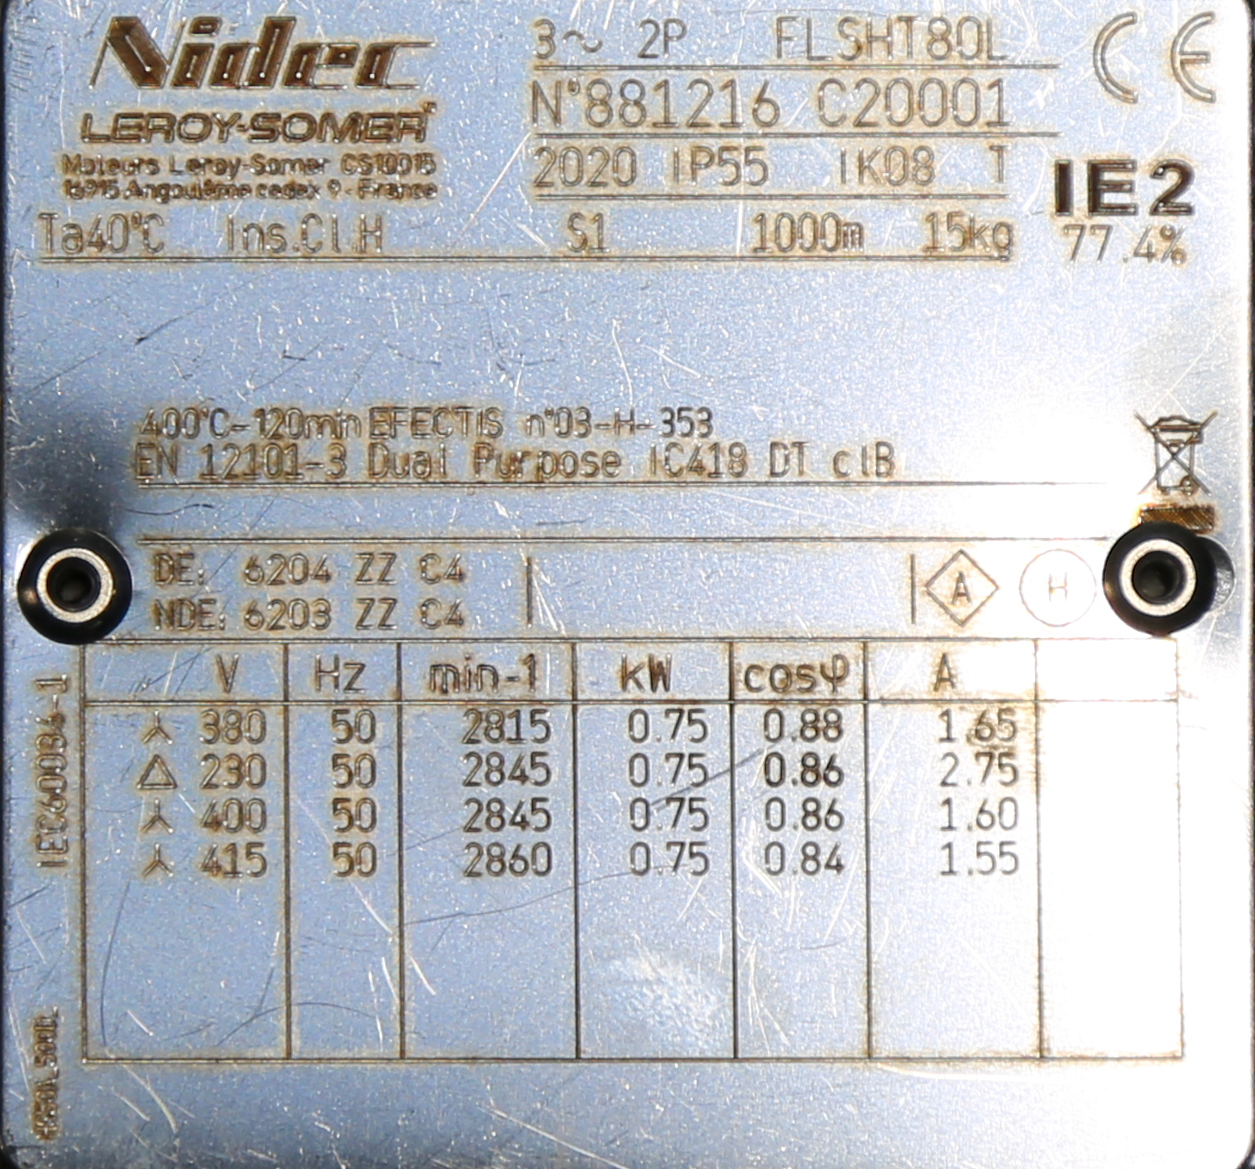 Nidec
LEROY-SOMER
Moteurs Leroy-Somer CS10015
16915 Angoulême cedex 9 - France
3~ 2P FLSHT80L
N°881216 C20001
2020 IP55 IK08 T
CE
IE2
77.4%
Ta40°C Ins.Cl.H S1 1000m 15kg
400°C-120min EFECTIS n°03-H-353
EN 12101-3 Dual Purpose IC418 DT clB
DE: 6204 ZZ C4
NDE: 6203 ZZ C4
A H
IEC60034-1
V Hz min-1 kW cosφ A
380 50 2815 0.75 0.88 1.65
Δ 230 50 2845 0.75 0.86 2.75
400 50 2845 0.75 0.86 1.60
415 50 2860 0.75 0.84 1.55